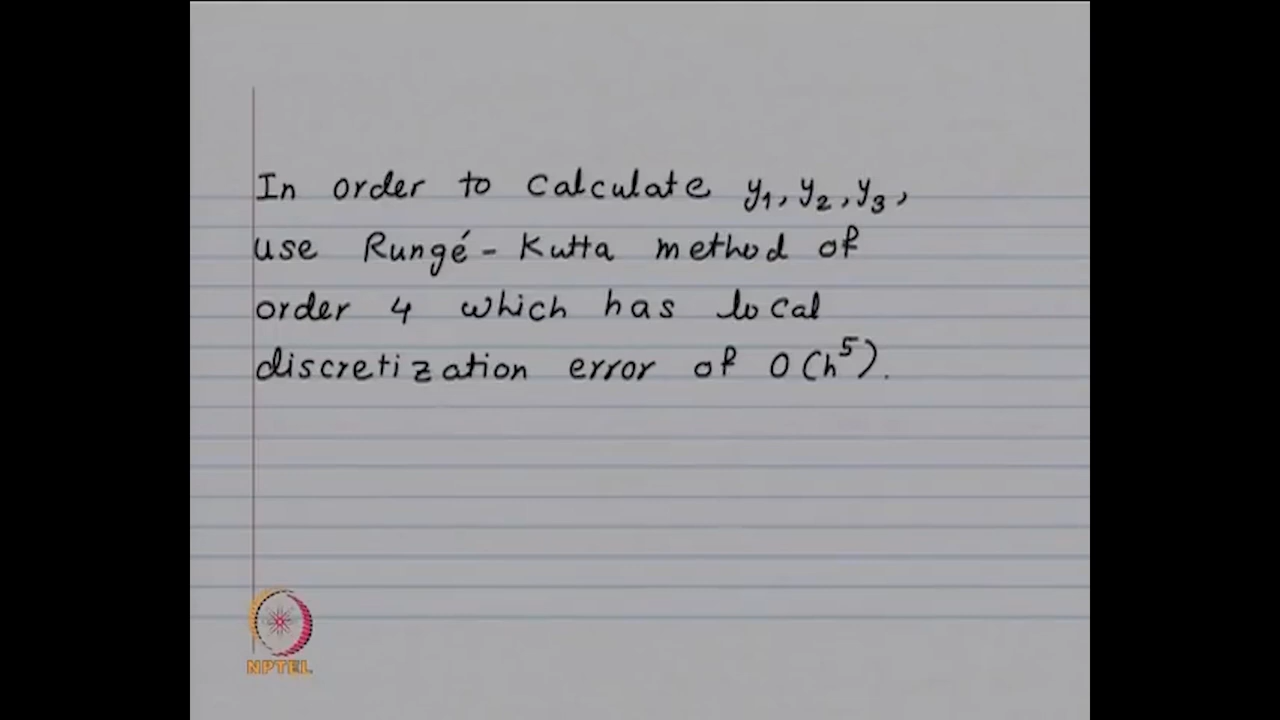 In order to calculate y₁, y₂, y₃,
use Rungé - Kutta method of
order 4 which has local
discretization error of O(h⁵).
NPTEL